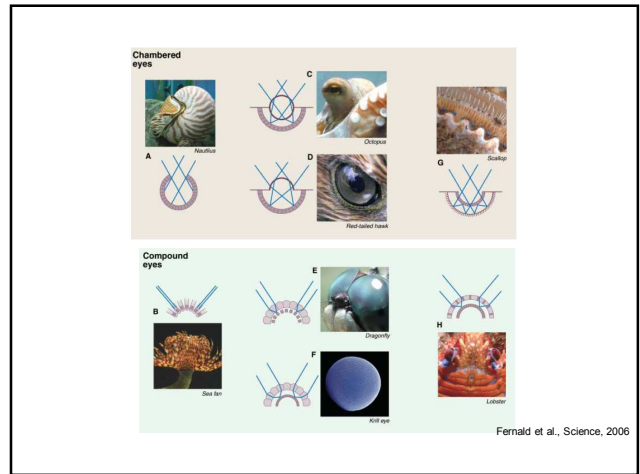 Chambered
eyes
Nautilus
A
C
Octopus
D
Red-tailed hawk
Scallop
G
Compound
eyes
B
Sea fan
E
Dragonfly
F
Krill eye
H
Lobster
Fernald et al., Science, 2006